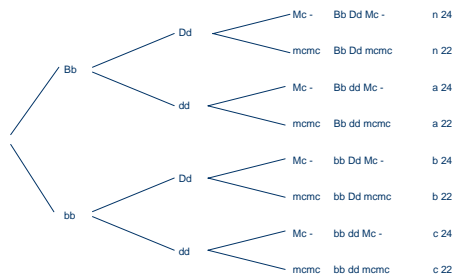 Mc - Bb Dd Mc - n 24
Dd
mcmc Bb Dd mcmc n 22
Bb
Mc - Bb dd Mc - a 24
dd
mcmc Bb dd mcmc a 22
Mc - bb Dd Mc - b 24
Dd
mcmc bb Dd mcmc b 22
bb
Mc - bb dd Mc - c 24
dd
mcmc bb dd mcmc c 22